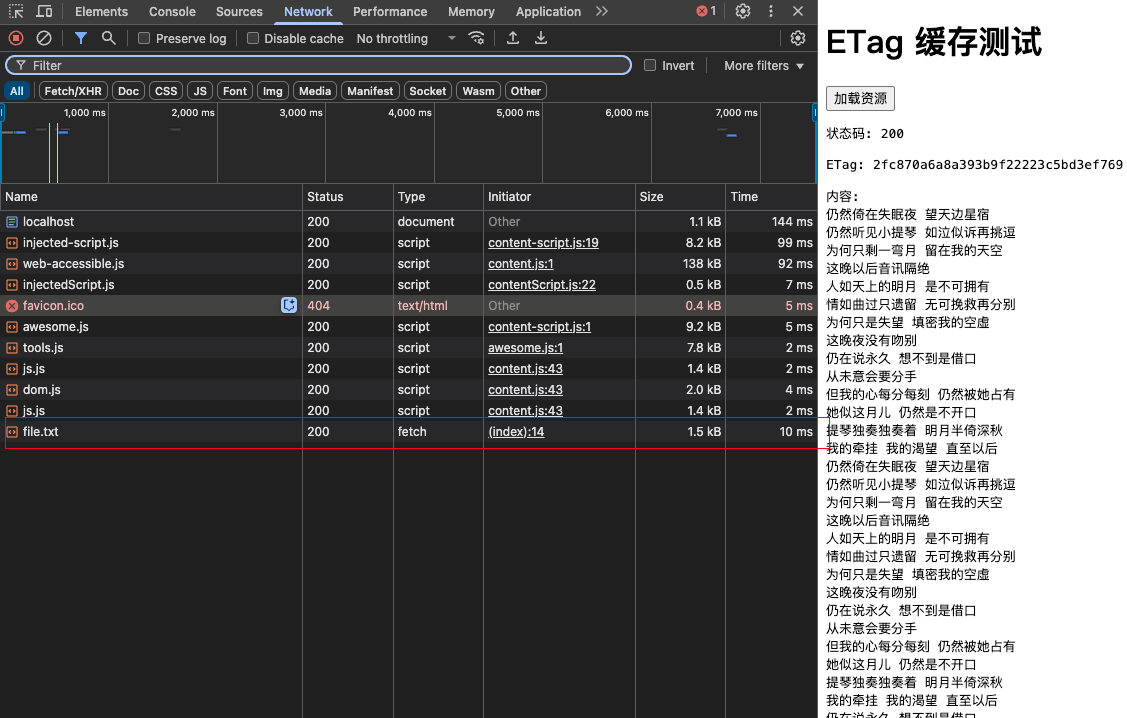 Elements Console Sources Network Performance Memory Application 1
Preserve log Disable cache No throttling
Filter Invert More filters
All Fetch/XHR Doc CSS JS Font Img Media Manifest Socket Wasm Other
1,000 ms 2,000 ms 3,000 ms 4,000 ms 5,000 ms 6,000 ms 7,000 ms
Name Status Type Initiator Size Time
localhost 200 document Other 1.1 kB 144 ms
injected-script.js 200 script content-script.js:19 8.2 kB 99 ms
web-accessible.js 200 script content.js:1 138 kB 92 ms
injectedScript.js 200 script contentScript.js:22 0.5 kB 7 ms
favicon.ico 404 text/html Other 0.4 kB 5 ms
awesome.js 200 script content-script.js:1 9.2 kB 5 ms
tools.js 200 script awesome.js:1 7.8 kB 2 ms
js.js 200 script content.js:43 1.4 kB 2 ms
dom.js 200 script content.js:43 2.0 kB 4 ms
js.js 200 script content.js:43 1.4 kB 2 ms
file.txt 200 fetch (index):14 1.5 kB 10 ms
ETag 缓存测试
加载资源
状态码: 200
ETag: 2fc870a6a8a393b9f22223c5bd3ef769
内容:
仍然倚在失眠夜 望天边星宿
仍然听见小提琴 如泣似诉再挑逗
为何只剩一弯月 留在我的天空
这晚以后音讯隔绝
人如天上的明月 是不可拥有
情如曲过只遗留 无可挽救再分别
为何只是失望 填密我的空虚
这晚夜没有吻别
仍在说永久 想不到是借口
从未意会要分手
但我的心每分每刻 仍然被她占有
她似这月儿 仍然是不开口
提琴独奏独奏着 明月半倚深秋
我的牵挂 我的渴望 直至以后
仍然倚在失眠夜 望天边星宿
仍然听见小提琴 如泣似诉再挑逗
为何只剩一弯月 留在我的天空
这晚以后音讯隔绝
人如天上的明月 是不可拥有
情如曲过只遗留 无可挽救再分别
为何只是失望 填密我的空虚
这晚夜没有吻别
仍在说永久 想不到是借口
从未意会要分手
但我的心每分每刻 仍然被她占有
她似这月儿 仍然是不开口
提琴独奏独奏着 明月半倚深秋
我的牵挂 我的渴望 直至以后
仍在说永久 想不到是借口